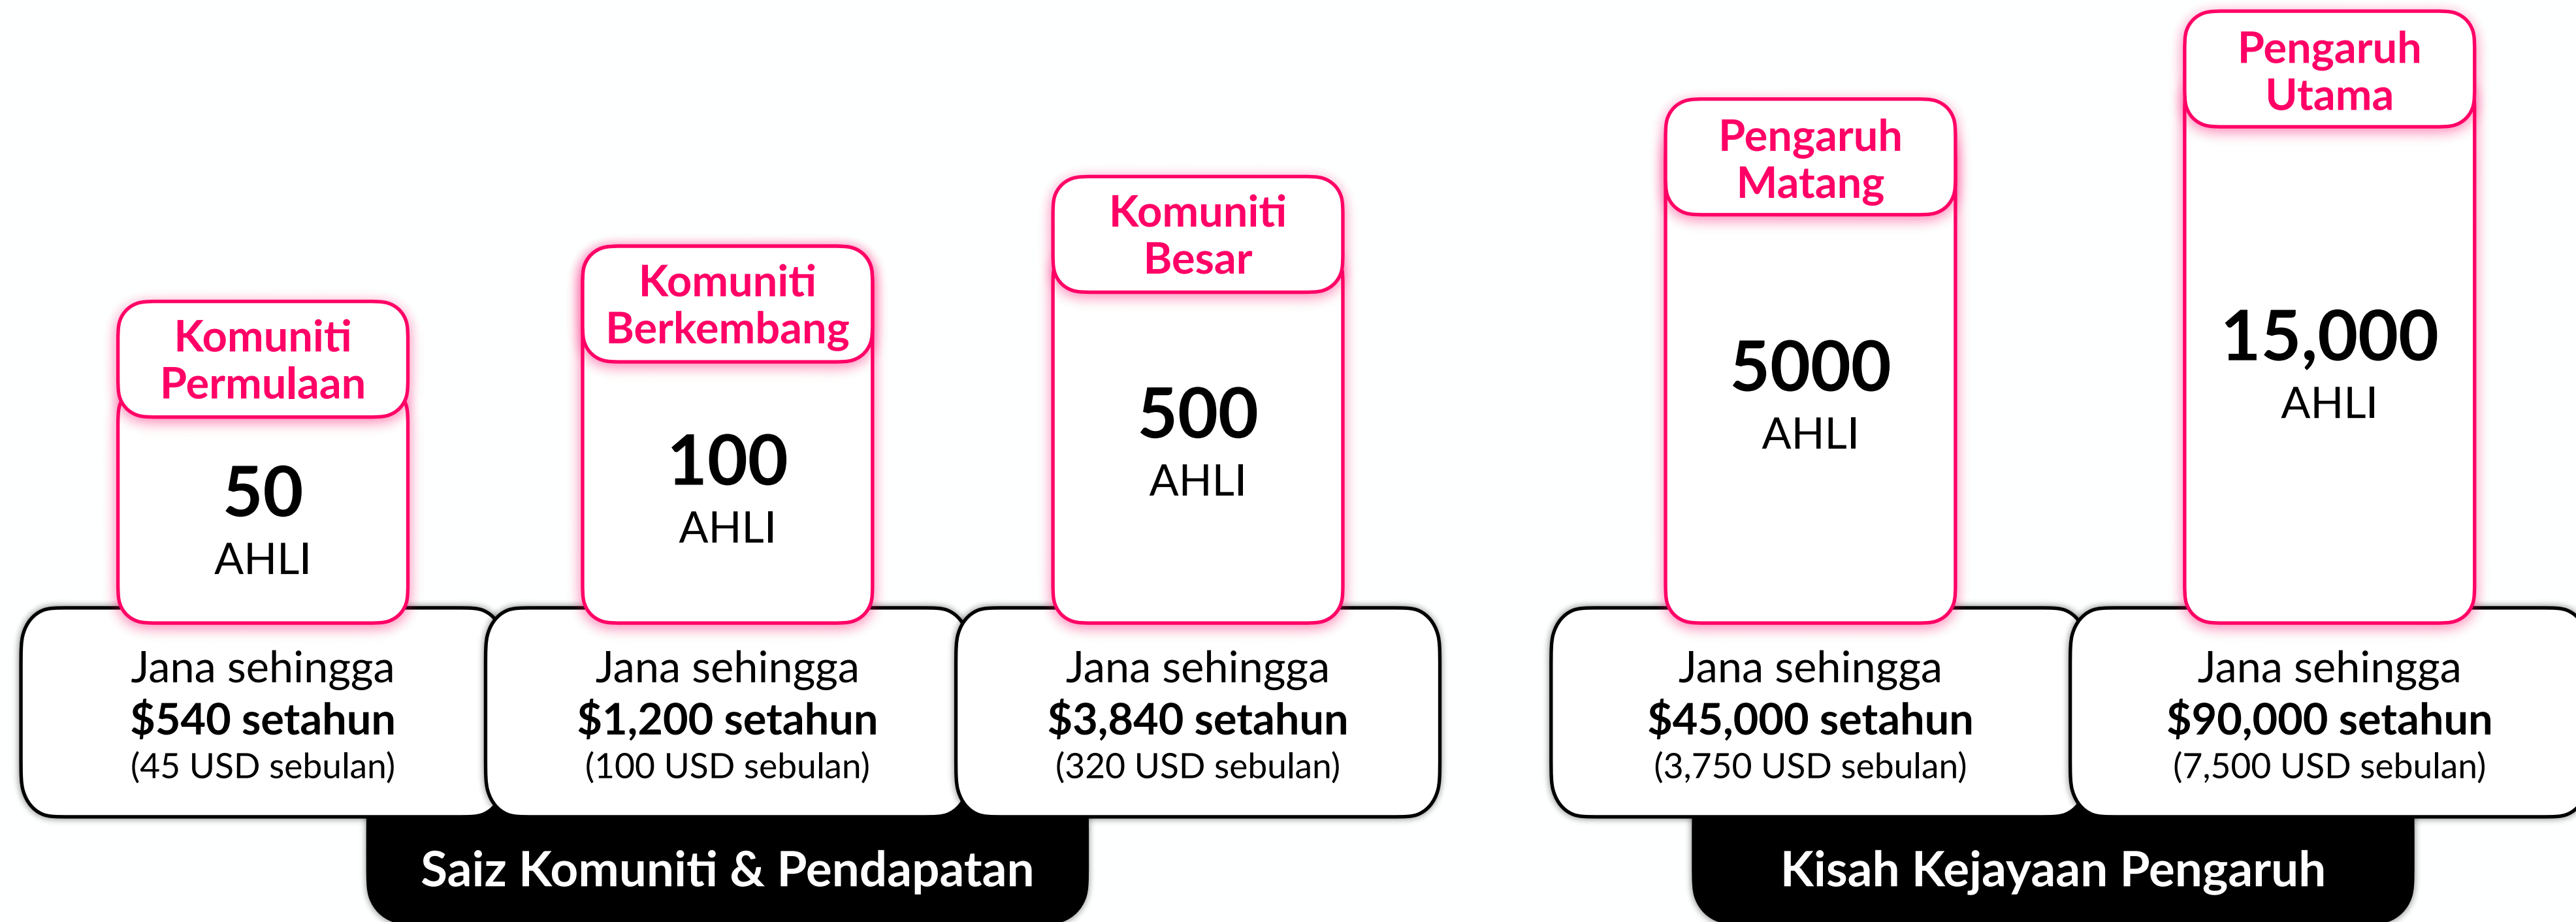 Komuniti
Permulaan
50
AHLI
Jana sehingga
$540 setahun
(45 USD sebulan)
Komuniti
Berkembang
100
AHLI
Jana sehingga
$1,200 setahun
(100 USD sebulan)
Komuniti
Besar
500
AHLI
Jana sehingga
$3,840 setahun
(320 USD sebulan)
Saiz Komuniti & Pendapatan
Pengaruh
Matang
5000
AHLI
Jana sehingga
$45,000 setahun
(3,750 USD sebulan)
Pengaruh
Utama
15,000
AHLI
Jana sehingga
$90,000 setahun
(7,500 USD sebulan)
Kisah Kejayaan Pengaruh